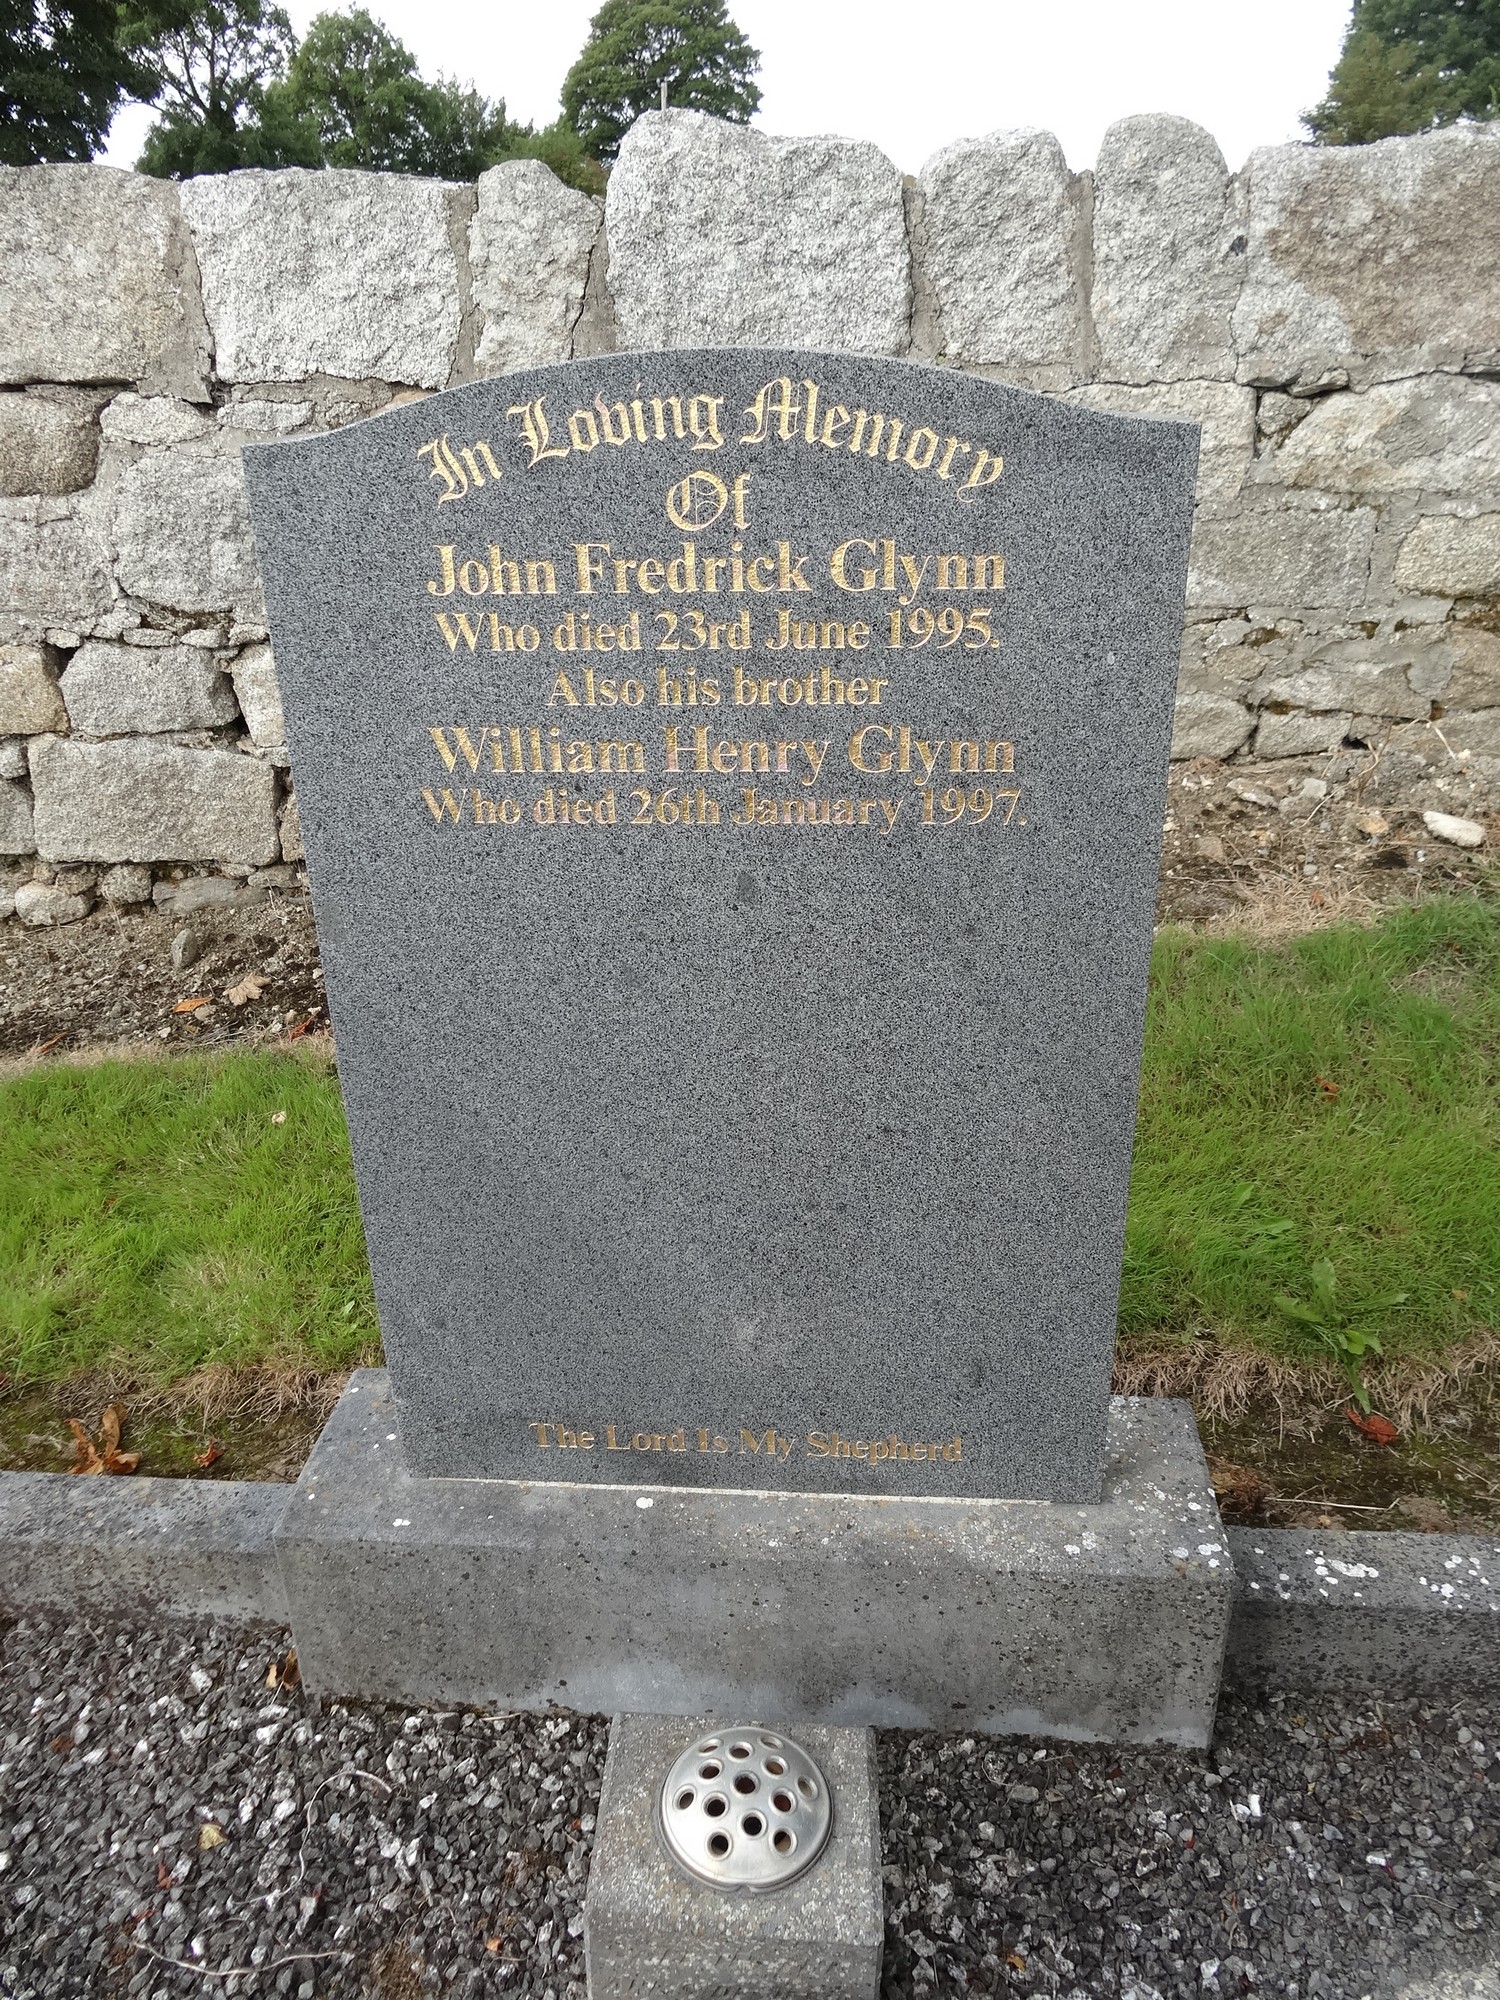 In Loving Memory
Of
John Fredrick Glynn
Who died 23rd June 1995.
Also his brother
William Henry Glynn
Who died 26th January 1997.
The Lord Is My Shepherd